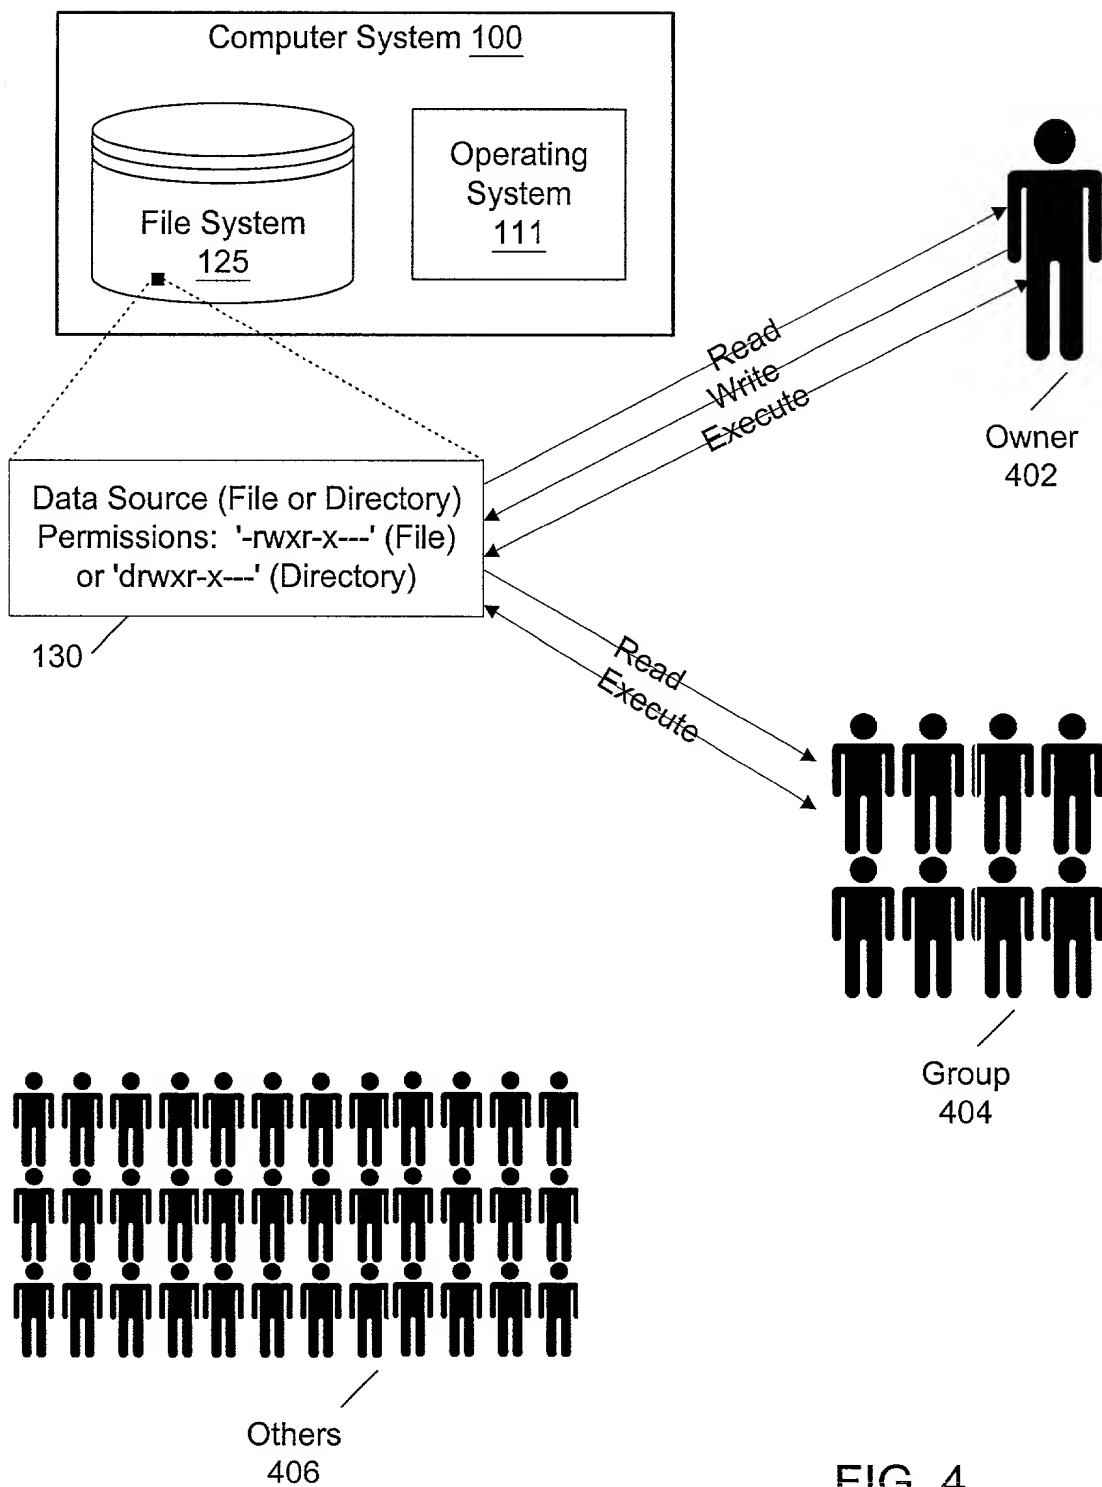 Computer System 100
File System
125
Operating
System
111
Read
Write
Execute
Owner
402
Data Source (File or Directory)
Permissions: '-rwxr-x---' (File)
or 'drwxr-x---' (Directory)
130
Read
Execute
Group
404
Others
406
FIG. 4